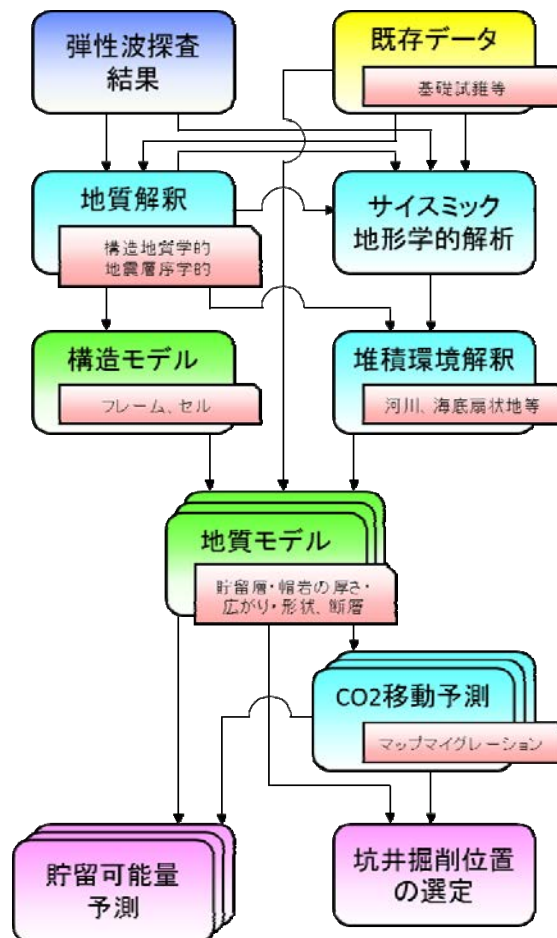 弾性波探査
結果
既存データ
基礎試錐等
地質解釈
構造地質学的
地震層序学的
サイスミック
地形学的解析
構造モデル
フレーム、セル
堆積環境解釈
河川、海底扇状地等
地質モデル
貯留層・帽岩の厚さ・
広がり・形状、断層
CO2移動予測
マップマイグレーション
貯留可能量
予測
坑井掘削位置
の選定